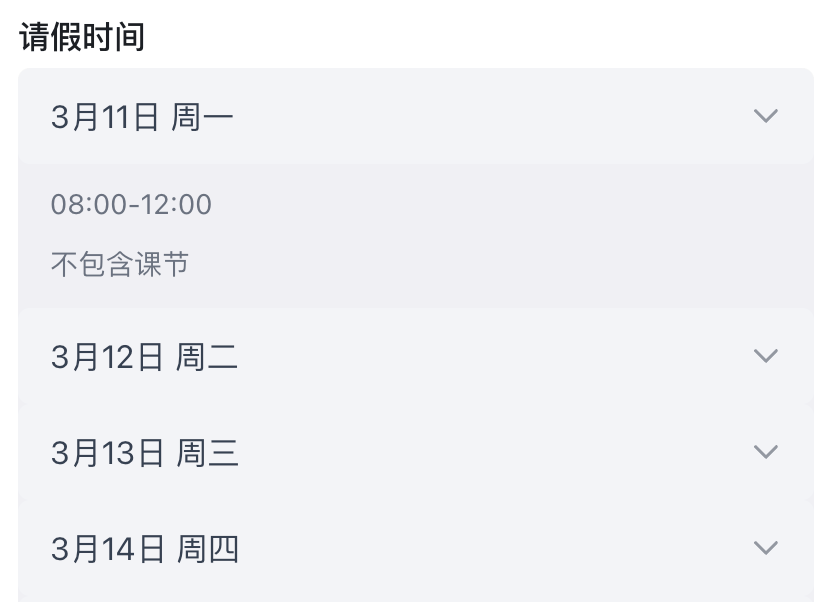 请假时间
3月11日 周一
08:00-12:00
不包含课节
3月12日 周二
3月13日 周三
3月14日 周四